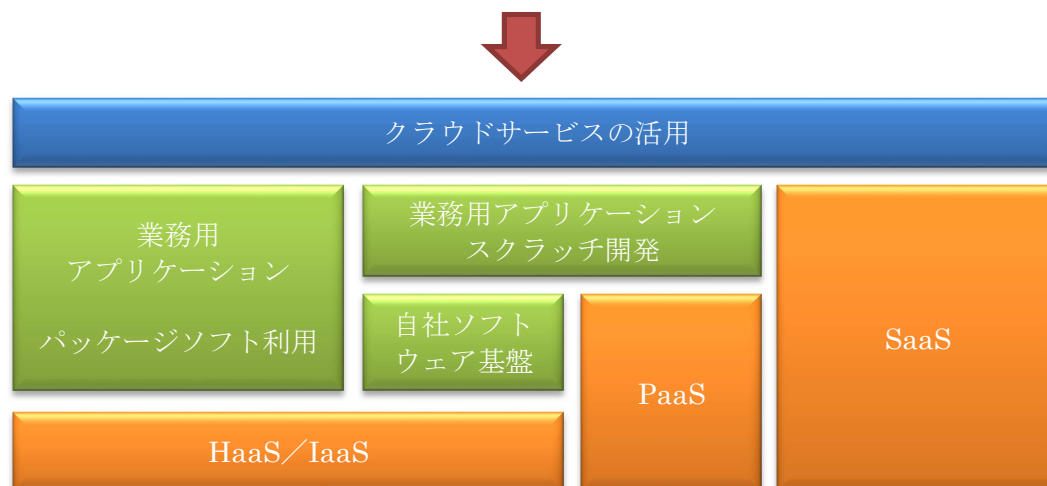 クラウドサービスの活用
業務用
アプリケーション
パッケージソフト利用
業務用アプリケーション
スクラッチ開発
自社ソフト
ウェア基盤
PaaS
SaaS
HaaS／IaaS